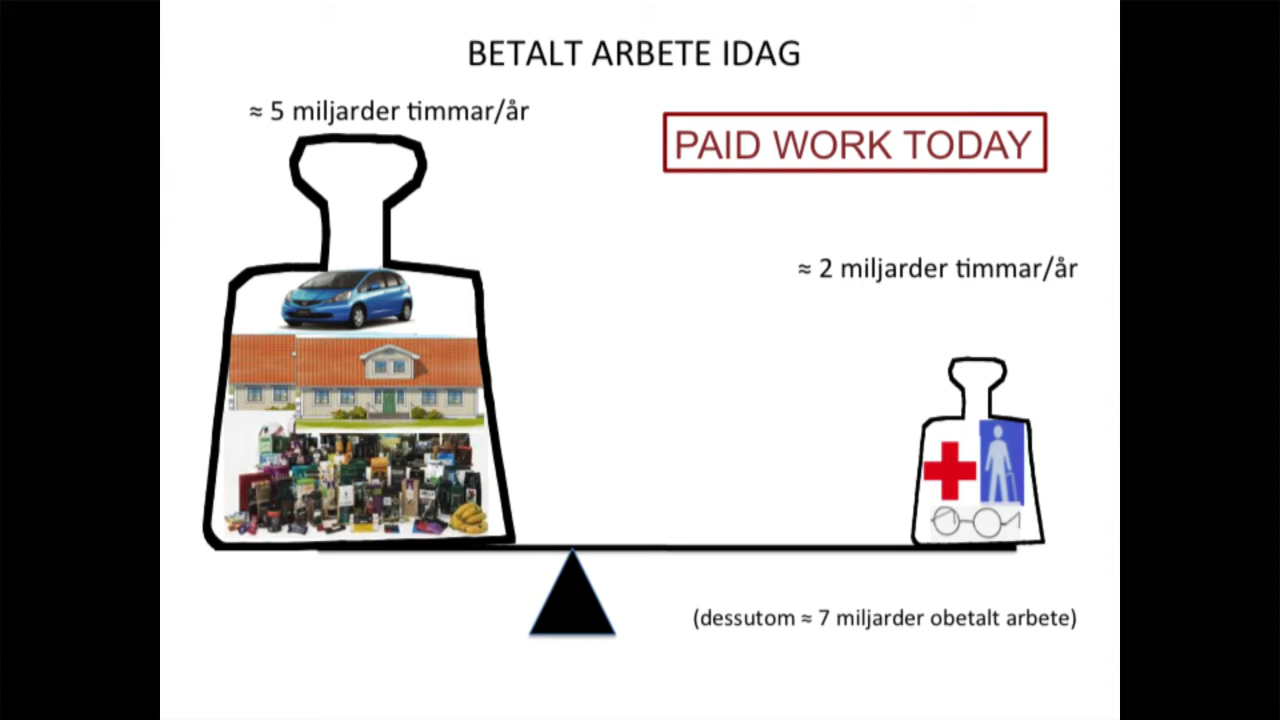 BETALT ARBETE IDAG
≈ 5 miljarder timmar/år
PAID WORK TODAY
≈ 2 miljarder timmar/år
(dessutom ≈ 7 miljarder obetalt arbete)